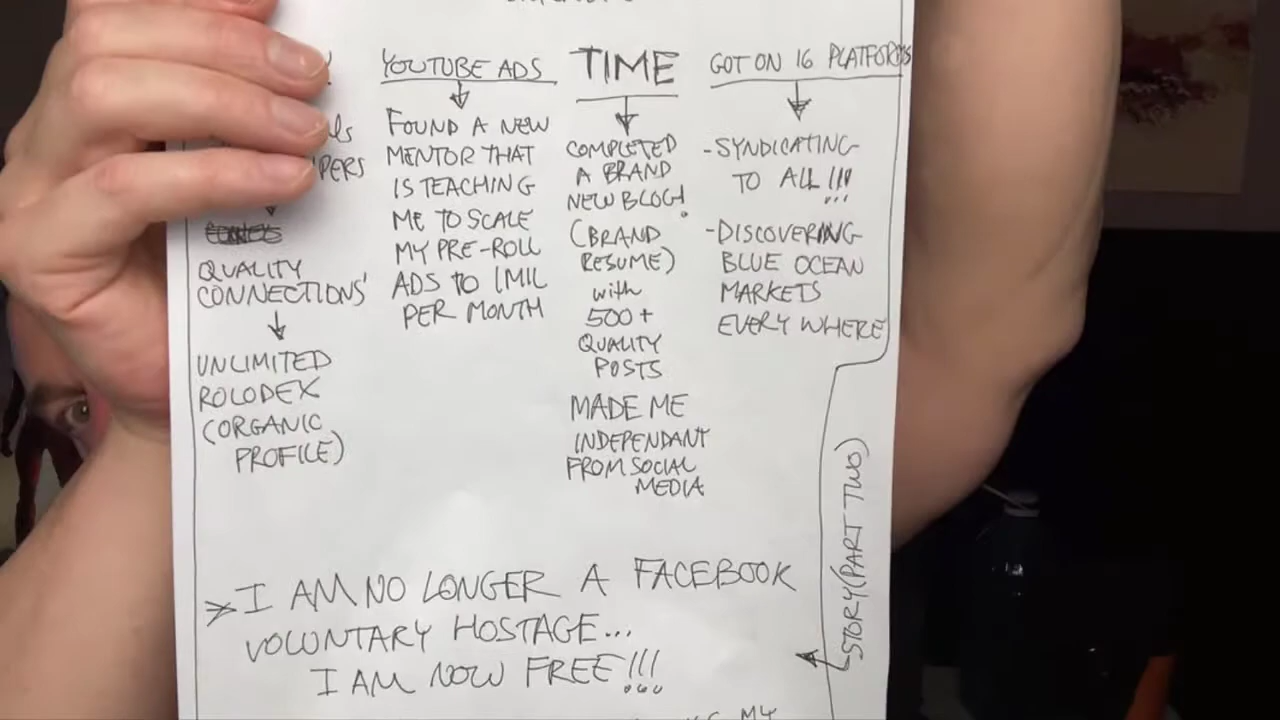 QUALITY
CONNECTIONS'
UNLIMITED
ROLODEX
(ORGANIC
PROFILE)
YOUTUBE ADS
FOUND A NEW
MENTOR THAT
IS TEACHING
ME TO SCALE
MY PRE-ROLL
ADS TO 1MIL
PER MONTH
TIME
COMPLETED
A BRAND
NEW BLOG!
(BRAND
RESUME)
with
500+
QUALITY
POSTS
MADE ME
INDEPENDANT
FROM SOCIAL
MEDIA
GOT ON 16 PLATFORMS
-SYNDICATING
TO ALL!!!
-DISCOVERING
BLUE OCEAN
MARKETS
EVERYWHERE
STORY (PART TWO)
I AM NO LONGER A FACEBOOK
VOLUNTARY HOSTAGE...
I AM NOW FREE!!!
MY